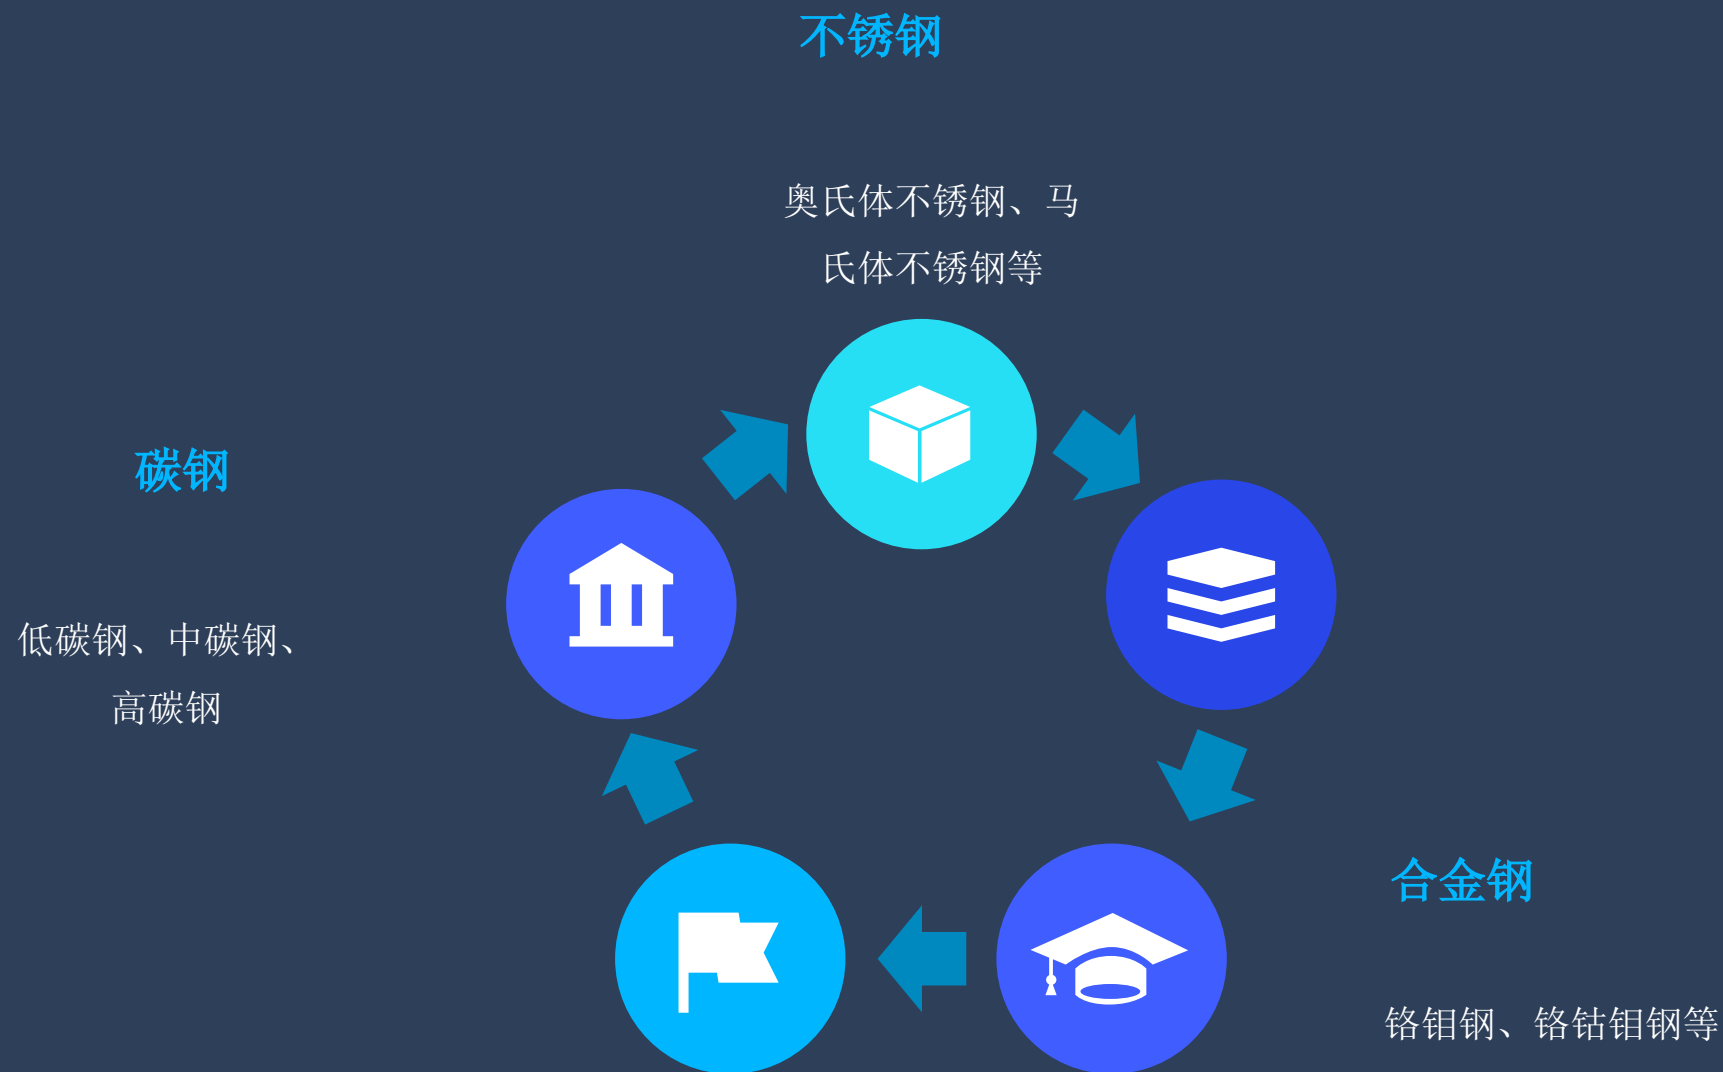 不锈钢
奥氏体不锈钢、马
氏体不锈钢等
碳钢
低碳钢、中碳钢、
高碳钢
合金钢
铬钼钢、铬钴钼钢等